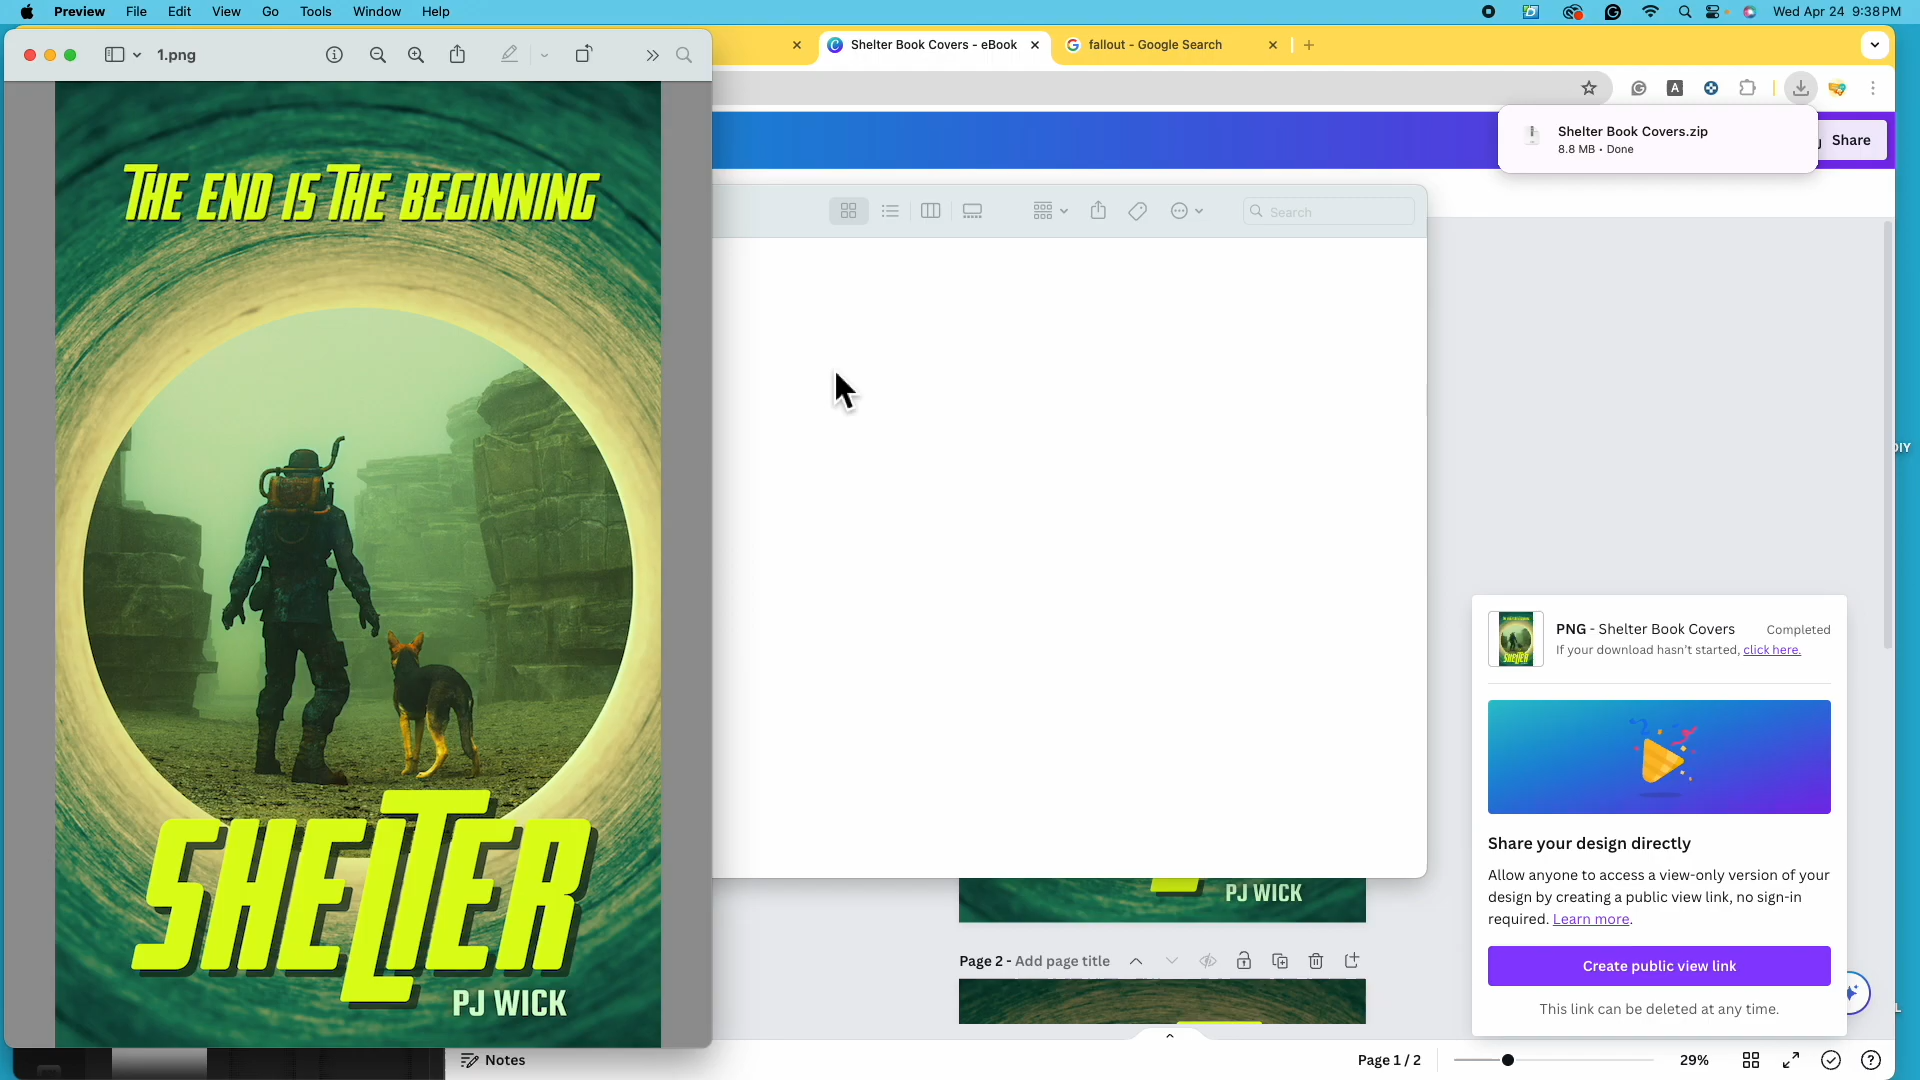 Preview File Edit View Go Tools Window Help
Wed Apr 24 9:38 PM
1.png
Shelter Book Covers - eBook
fallout - Google Search
Shelter Book Covers.zip
8.8 MB • Done
Share
Search
THE END IS THE BEGINNING
SHELTER
PJ WICK
PJ WICK
Page 2 - Add page title
PNG - Shelter Book Covers Completed
If your download hasn't started, click here.
Share your design directly
Allow anyone to access a view-only version of your
design by creating a public view link, no sign-in
required. Learn more.
Create public view link
This link can be deleted at any time.
Notes
Page 1 / 2
29%